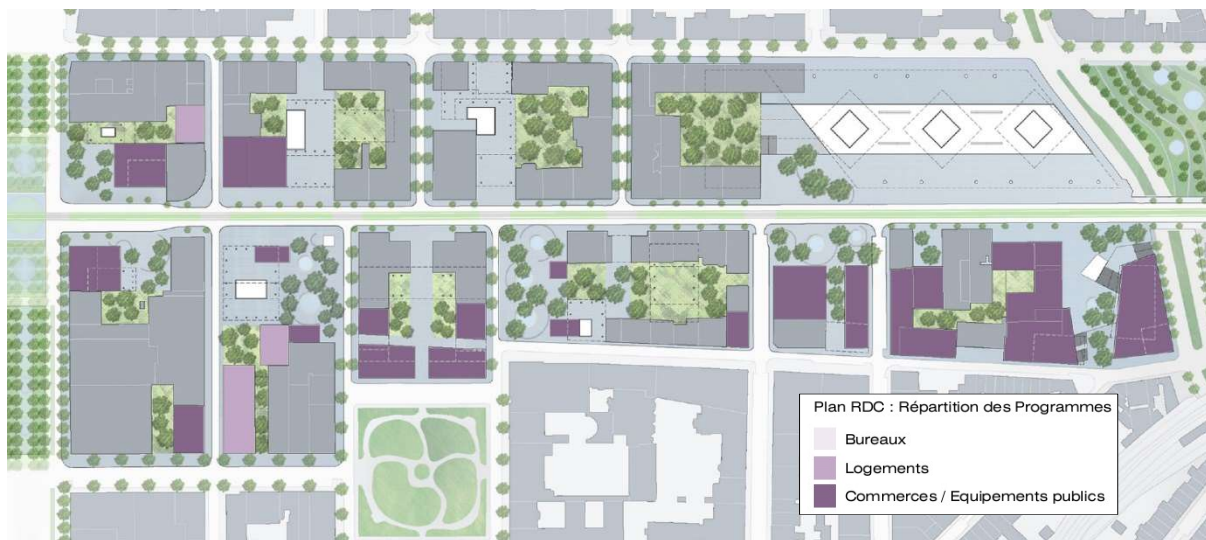 Plan RDC : Répartition des Programmes
Bureaux
Logements
Commerces / Equipements publics